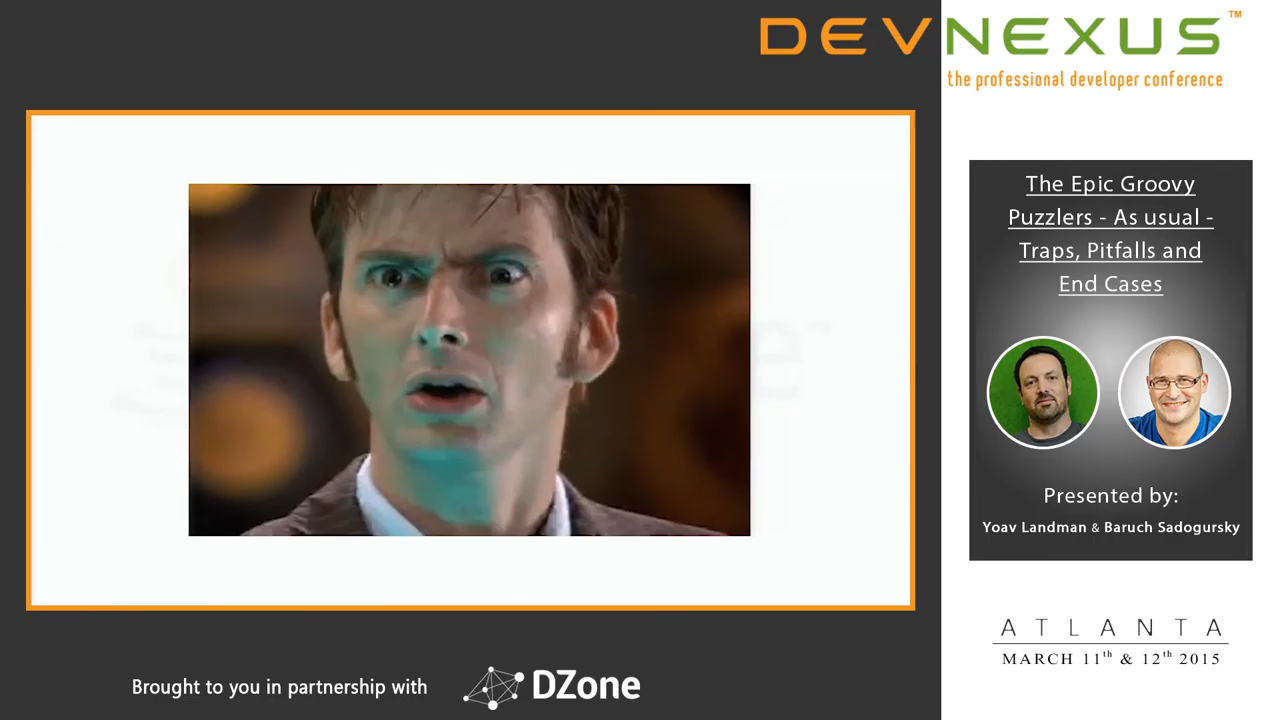 DEVNEXUS™
the professional developer conference
The Epic Groovy
Puzzlers - As usual -
Traps, Pitfalls and
End Cases
Presented by:
Yoav Landman & Baruch Sadogursky
ATLANTA
MARCH 11th & 12th 2015
Brought to you in partnership with
DZone